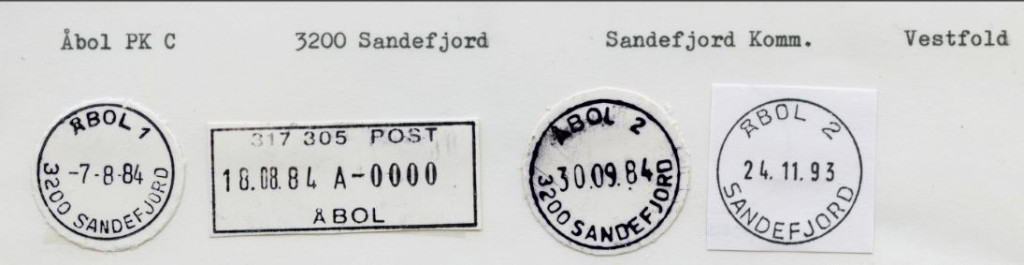 Åbol PK C 3200 Sandefjord Sandefjord Komm. Vestfold
ÅBOL 1
-7-8-84
3200 SANDEFJORD
317 305 POST
18.08.84 A-0000
ÅBOL
ÅBOL 2
30.09.84
3200 SANDEFJORD
ÅBOL 2
24.11.93
SANDEFJORD